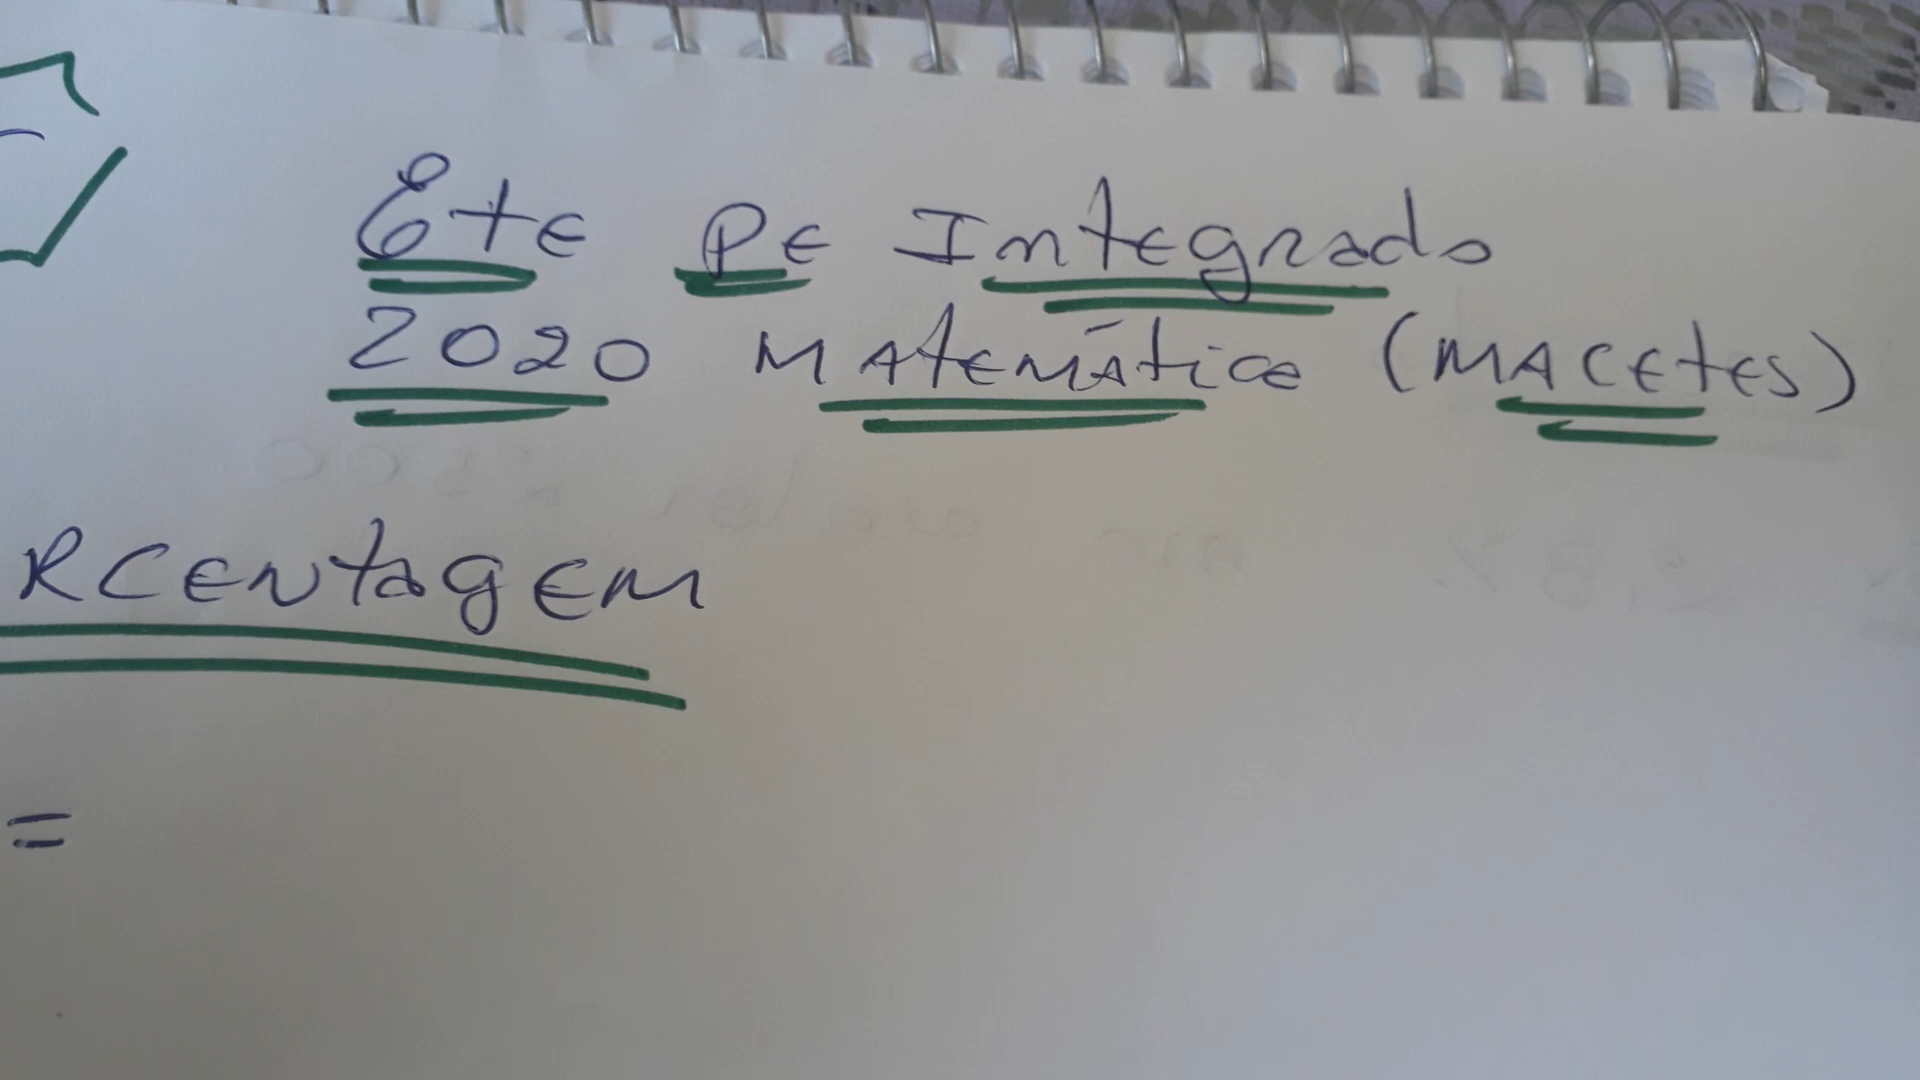 Ete PE Integrado
2020 Matemática (MACETES)
RCENtagEM
=